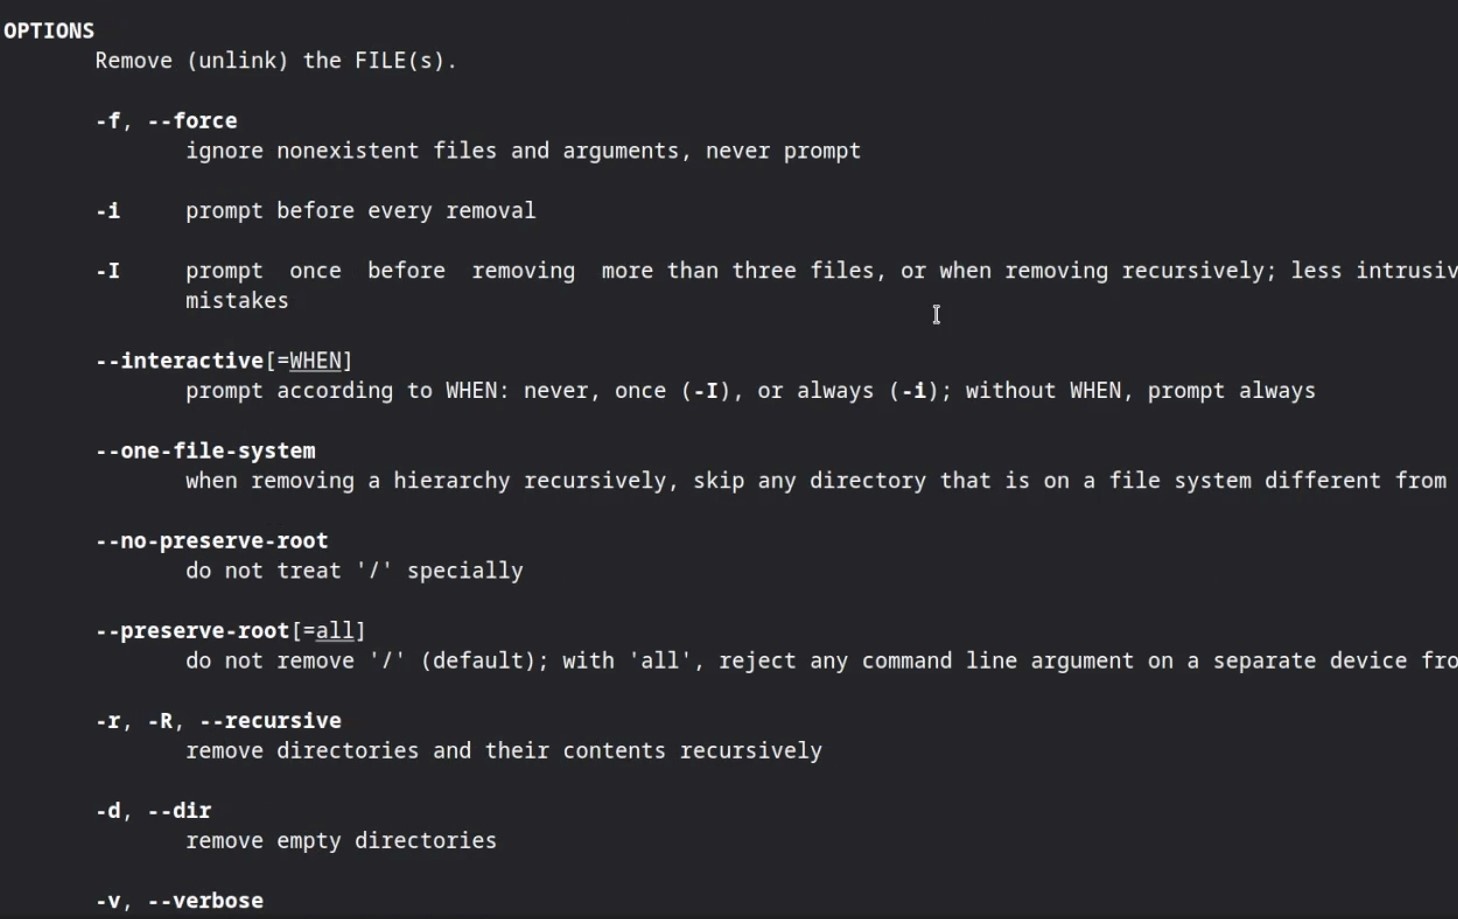 OPTIONS
Remove (unlink) the FILE(s).
-f, --force
ignore nonexistent files and arguments, never prompt
-i prompt before every removal
-I prompt once before removing more than three files, or when removing recursively; less intrusiv
mistakes
--interactive[=WHEN]
prompt according to WHEN: never, once (-I), or always (-i); without WHEN, prompt always
--one-file-system
when removing a hierarchy recursively, skip any directory that is on a file system different from
--no-preserve-root
do not treat '/' specially
--preserve-root[=all]
do not remove '/' (default); with 'all', reject any command line argument on a separate device fro
-r, -R, --recursive
remove directories and their contents recursively
-d, --dir
remove empty directories
-v, --verbose